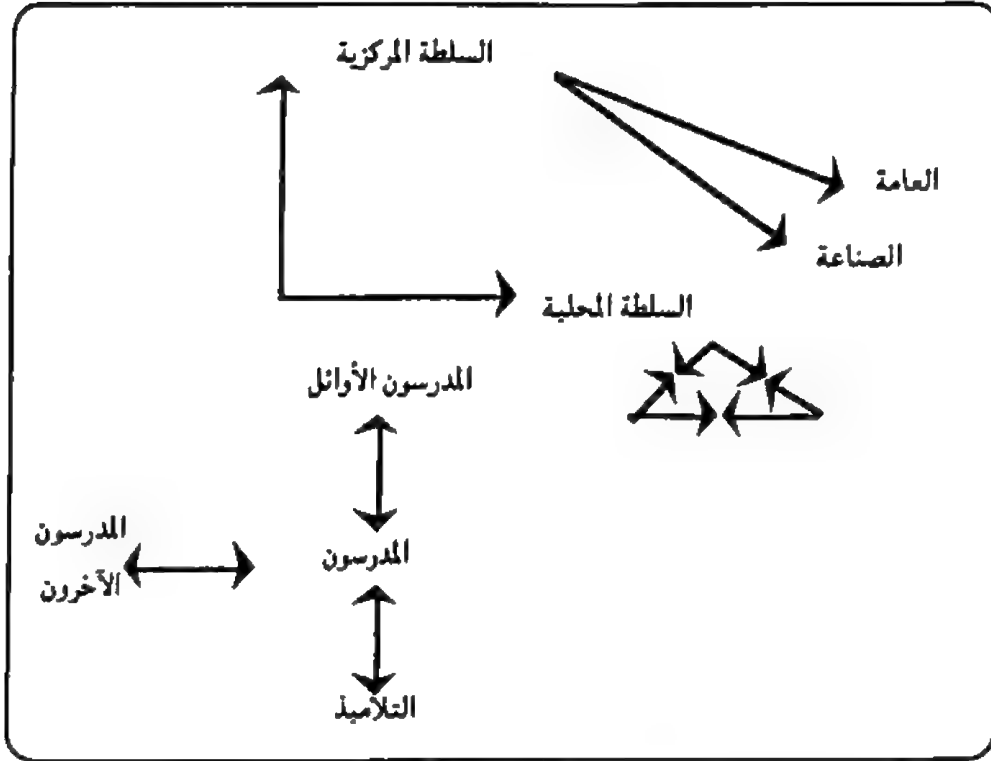 السلطة المركزية
العامة
الصناعة
السلطة المحلية
المدرسون الأوائل
المدرسون
الآخرون
المدرسون
التلاميذ